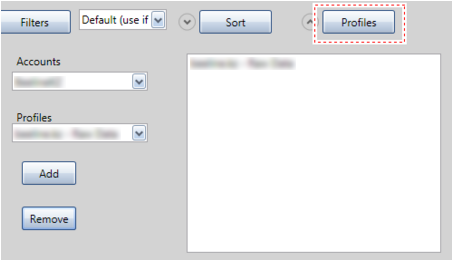 Filters
Default (use if
Sort
Profiles
Accounts
Profiles
Add
Remove